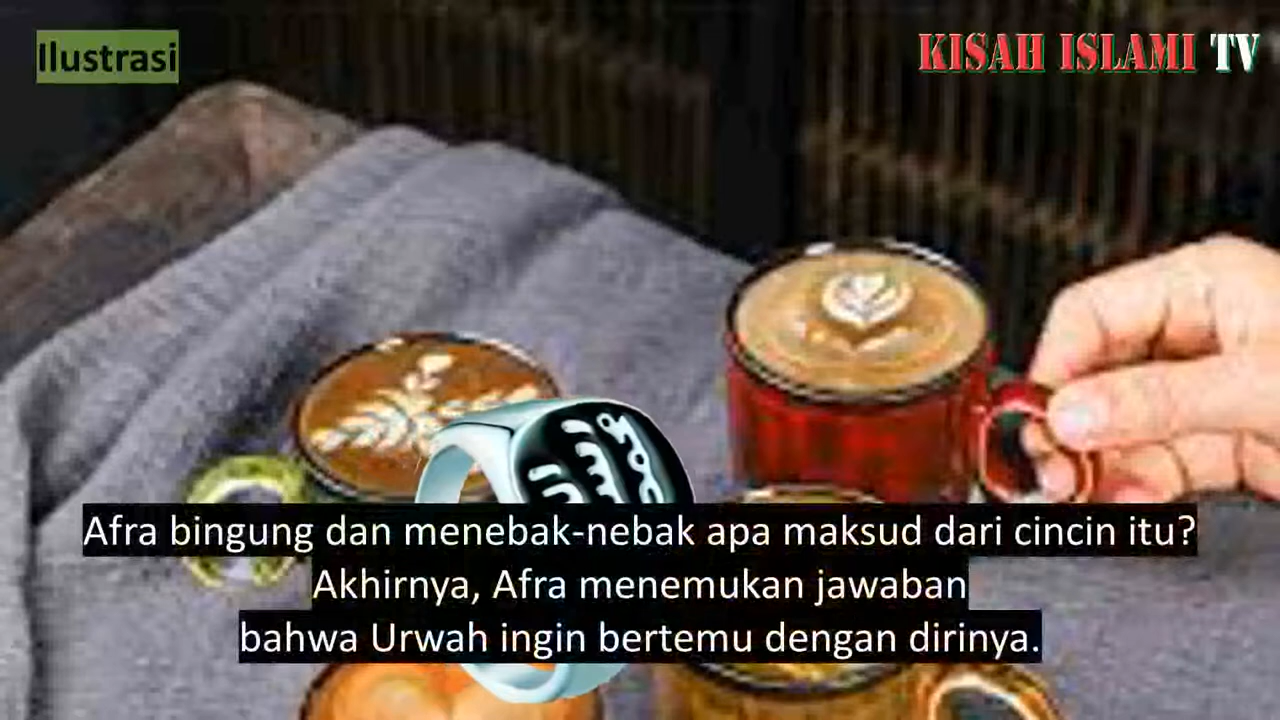 Ilustrasi
KISAH ISLAMI TV
Afra bingung dan menebak-nebak apa maksud dari cincin itu?
Akhirnya, Afra menemukan jawaban
bahwa Urwah ingin bertemu dengan dirinya.